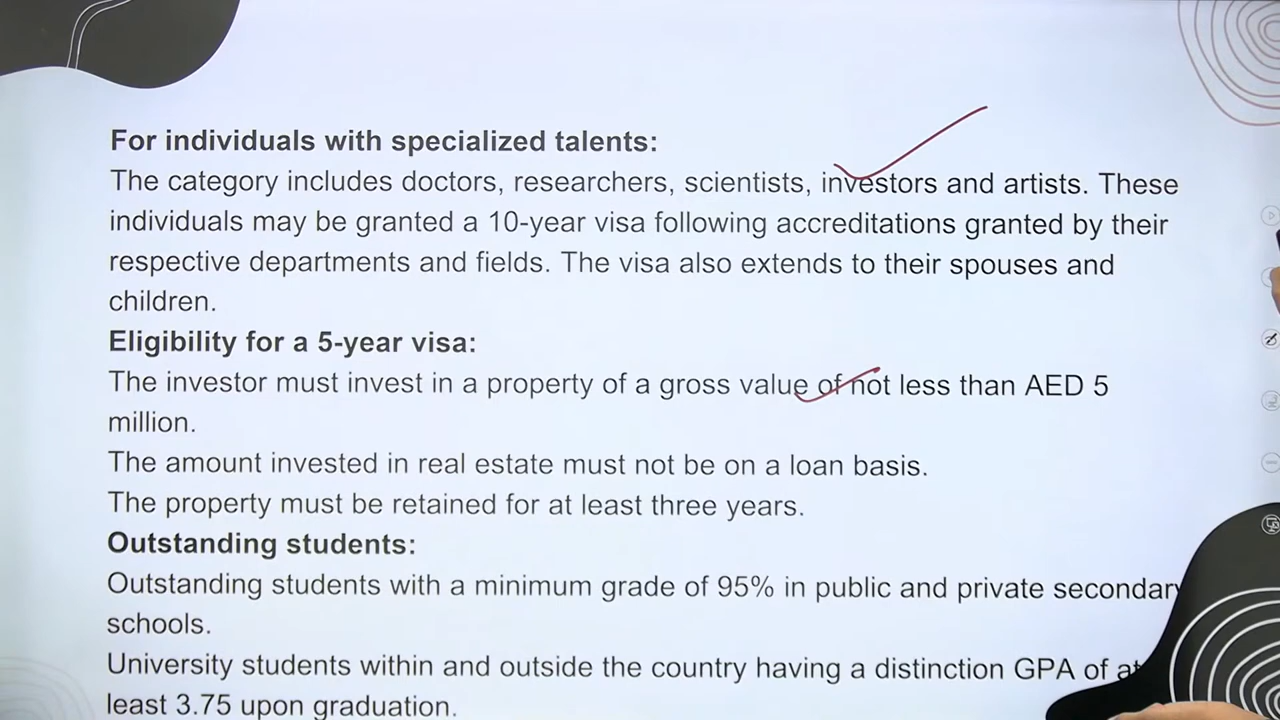 For individuals with specialized talents:
The category includes doctors, researchers, scientists, investors and artists. These
individuals may be granted a 10-year visa following accreditations granted by their
respective departments and fields. The visa also extends to their spouses and
children.
Eligibility for a 5-year visa:
The investor must invest in a property of a gross value of not less than AED 5
million.
The amount invested in real estate must not be on a loan basis.
The property must be retained for at least three years.
Outstanding students:
Outstanding students with a minimum grade of 95% in public and private secondary
schools.
University students within and outside the country having a distinction GPA of at
least 3.75 upon graduation.